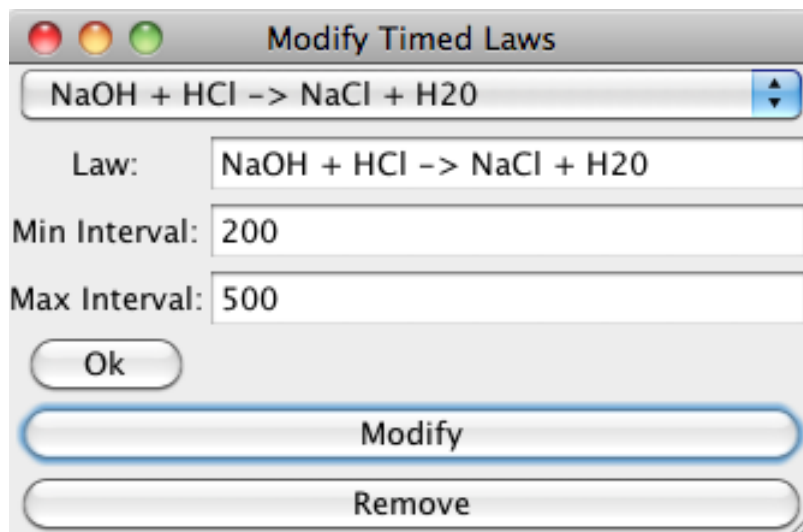 Modify Timed Laws
NaOH + HCl -> NaCl + H20
Law: NaOH + HCl -> NaCl + H20
Min Interval: 200
Max Interval: 500
Ok
Modify
Remove